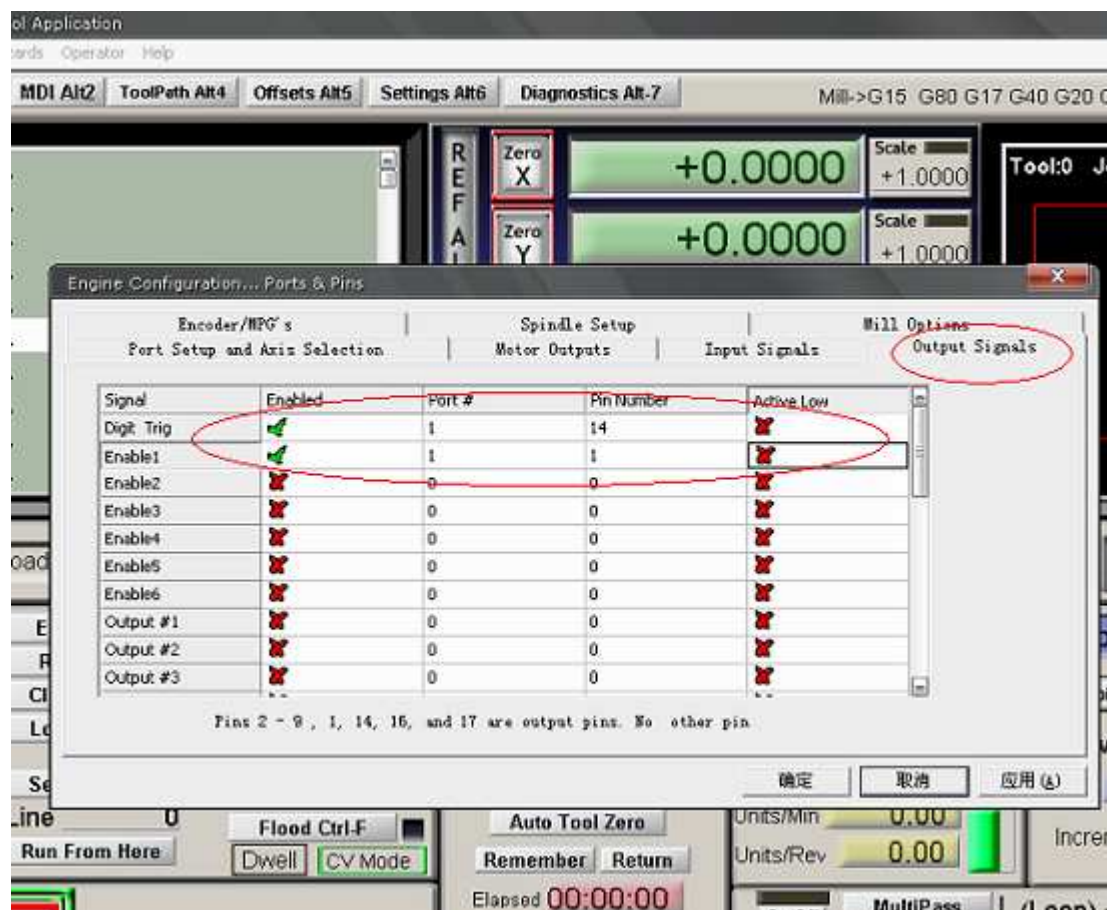 ol Application
Operator Help
MDI Alt2 ToolPath Alt4 Offsets Alt5 Settings Alt6 Diagnostics Alt-7 Mill->G15 G80 G17 G40 G20
REF
Zero X
+0.0000
Scale
+1.0000
Tool:0
A
Zero Y
+0.0000
Scale
+1.0000
Engine Configuration... Ports & Pins
Encoder/MPG's Spindle Setup Mill Options
Port Setup and Axis Selection Motor Outputs Input Signals Output Signals
Signal Enabled Port # Pin Number Active Low
Digit Trig 1 14
Enable1 1 1
Enable2 0 0
Enable3 0 0
Enable4 0 0
Enable5 0 0
Enable6 0 0
Output #1 0 0
Output #2 0 0
Output #3 0 0
Pins 2 - 9 , 1, 14, 16, and 17 are output pins. No other pin
确定 取消 应用(A)
Line 0
Flood Ctrl-F
Auto Tool Zero
Units/Min 0.00
Run From Here
Dwell CV Mode
Remember Return
Units/Rev 0.00
Elapsed 00:00:00
MultiPass